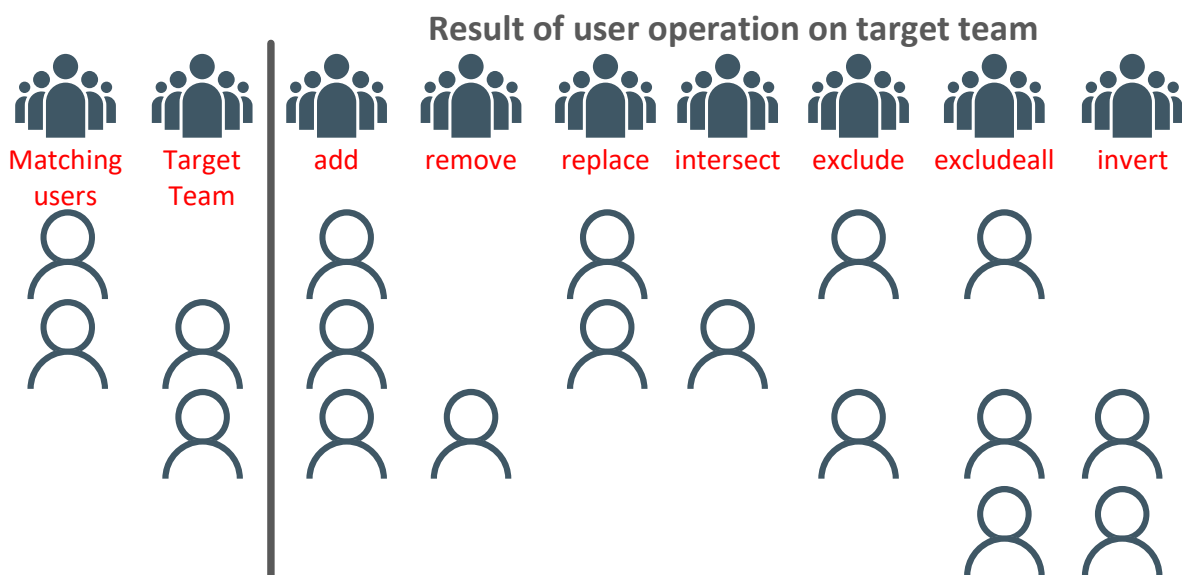 Result of user operation on target team
Matching users
Target Team
add
remove
replace
intersect
exclude
excludeall
invert